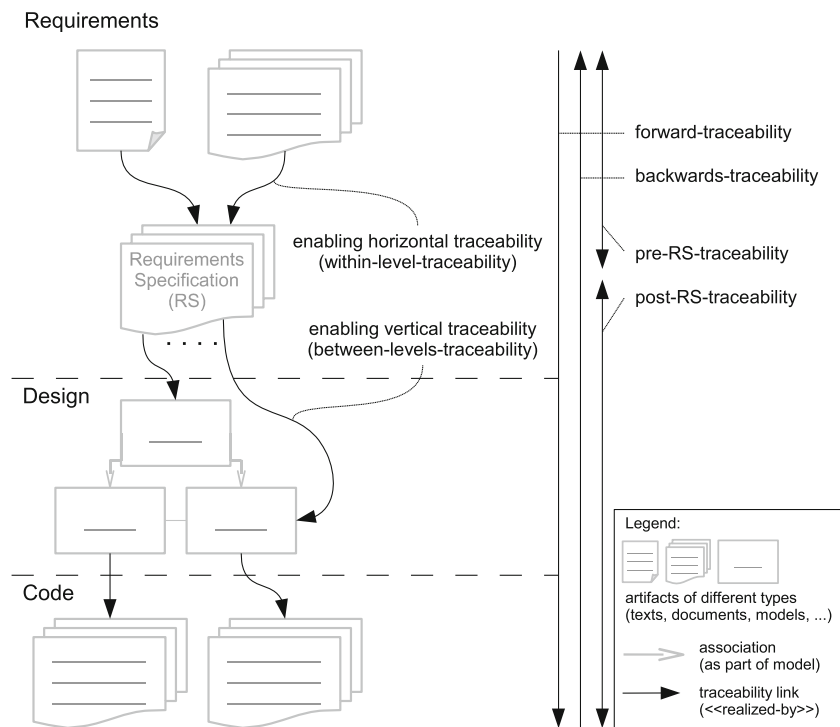 Requirements
forward-traceability
backwards-traceability
enabling horizontal traceability
(within-level-traceability)
pre-RS-traceability
Requirements
Specification
(RS)
post-RS-traceability
enabling vertical traceability
(between-levels-traceability)
. . . .
Design
Legend:
artifacts of different types
(texts, documents, models, ...)
Code
association
(as part of model)
traceability link
(<<realized-by>>)